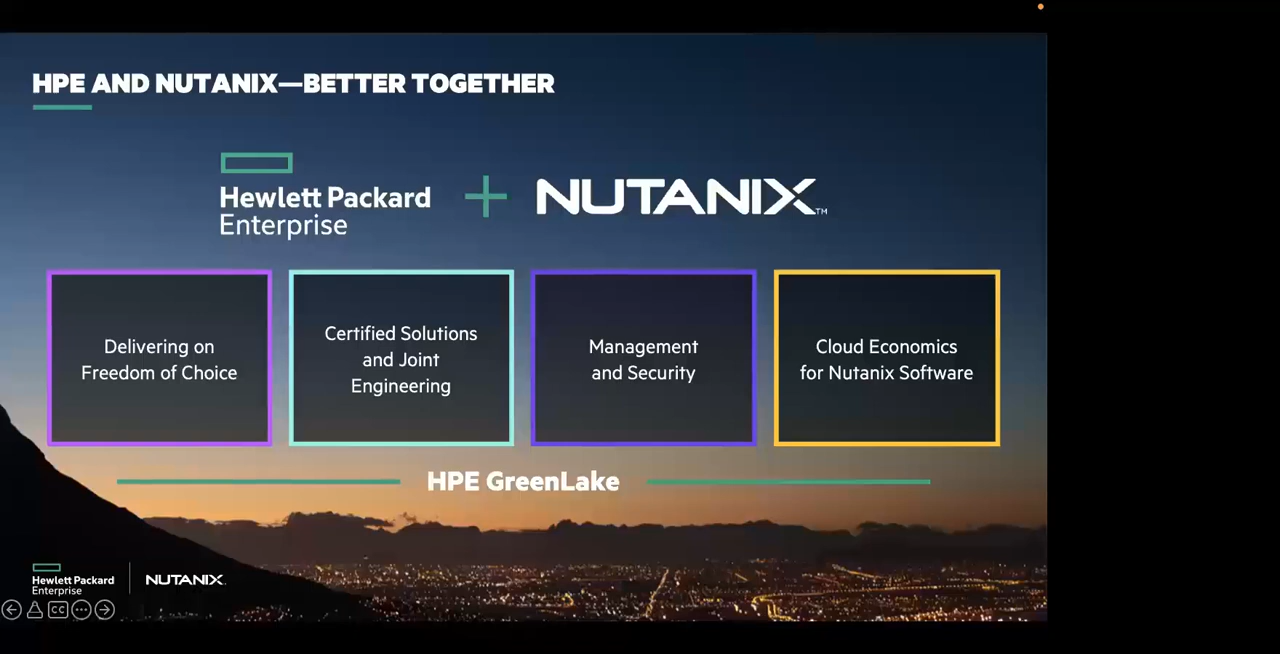 HPE AND NUTANIX—BETTER TOGETHER
Hewlett Packard
Enterprise
NUTANIX™
Delivering on
Freedom of Choice
Certified Solutions
and Joint
Engineering
Management
and Security
Cloud Economics
for Nutanix Software
HPE GreenLake
Hewlett Packard
Enterprise
NUTANIX
CC